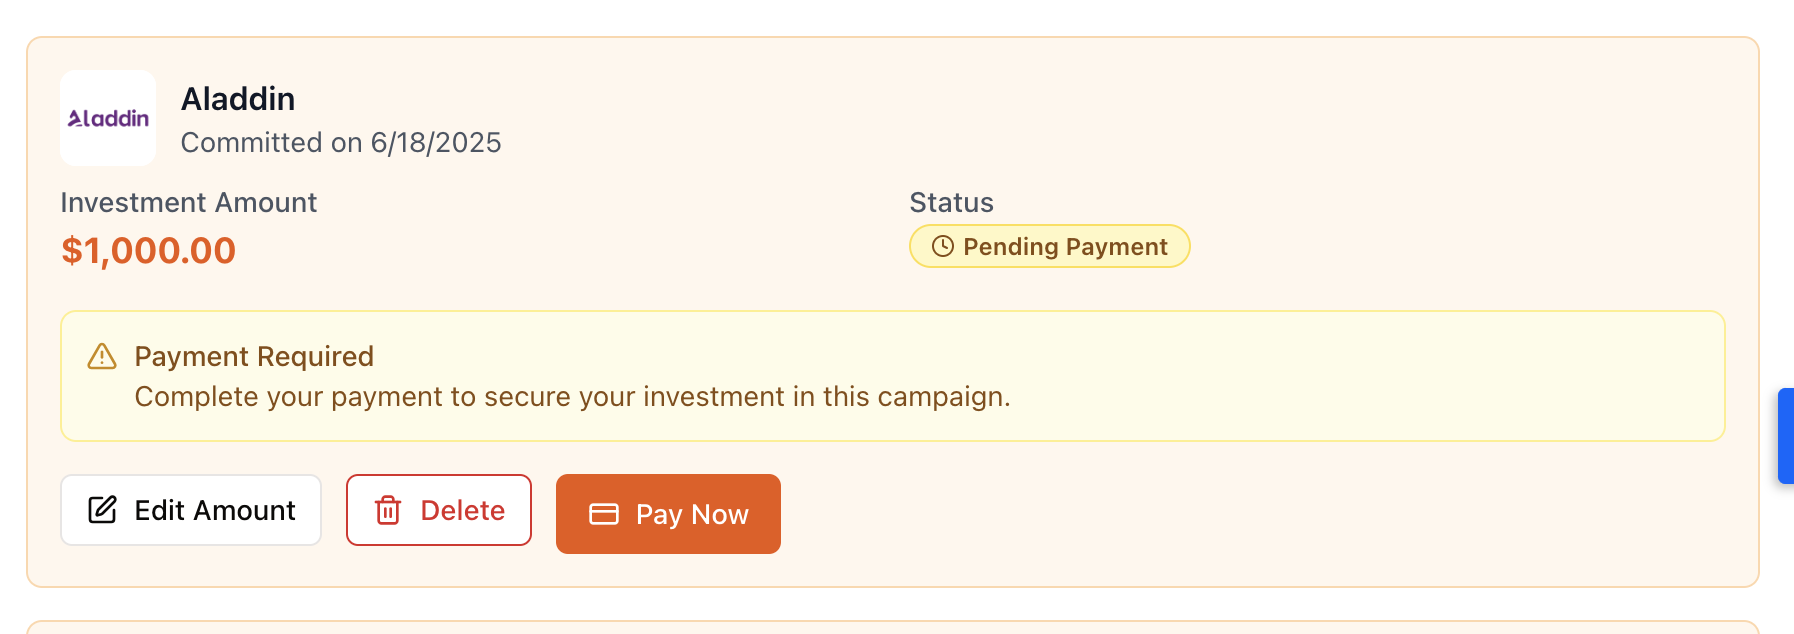 Aladdin
Aladdin
Committed on 6/18/2025
Investment Amount
$1,000.00
Status
Pending Payment
Payment Required
Complete your payment to secure your investment in this campaign.
Edit Amount
Delete
Pay Now